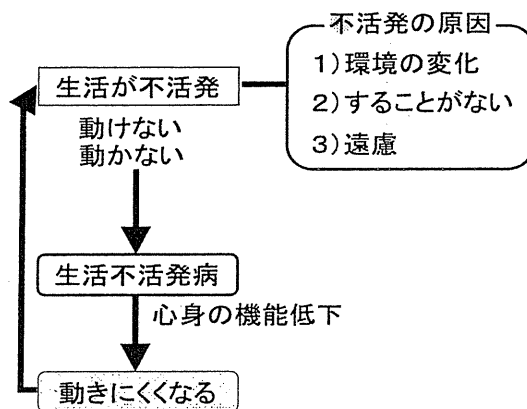 不活発の原因
1)環境の変化
2)することがない
3)遠慮
生活が不活発
動けない
動かない
生活不活発病
心身の機能低下
動きにくくなる